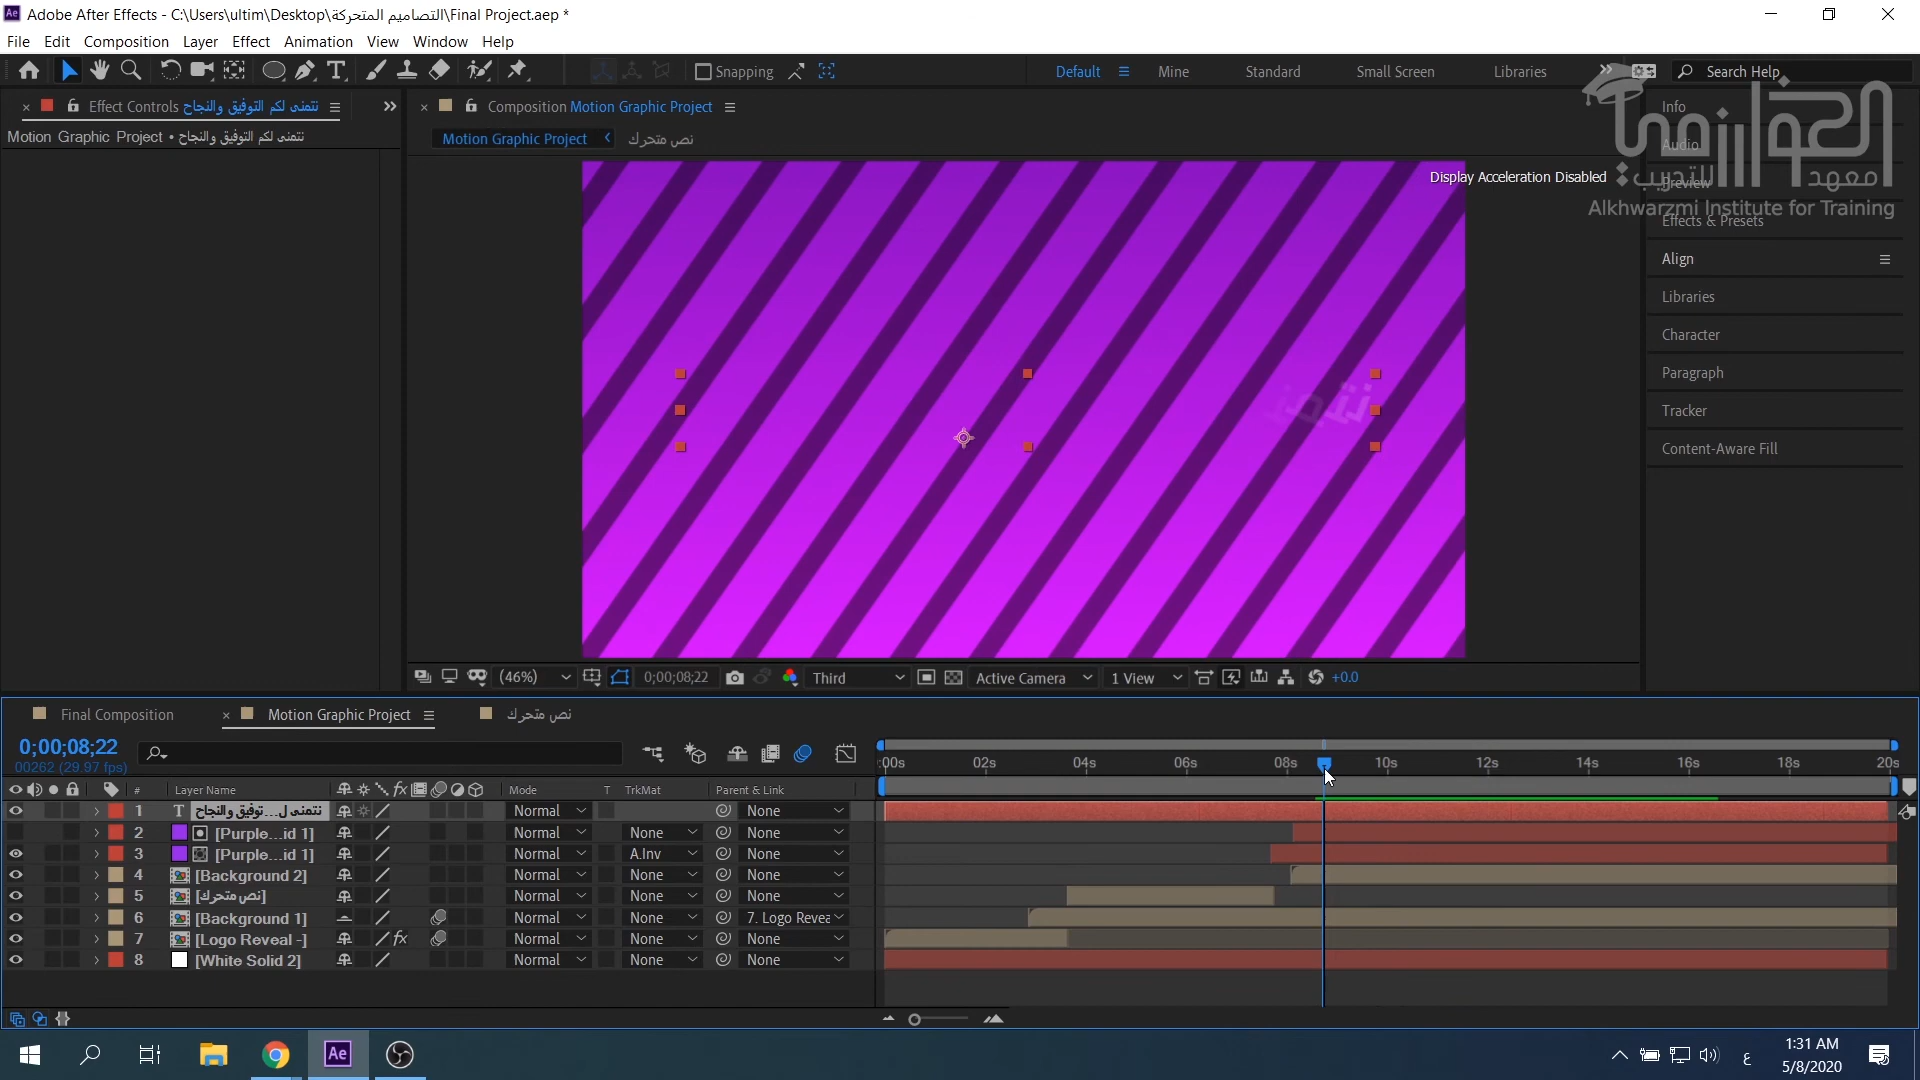 Adobe After Effects - C:\Users\ultim\Desktop\التصاميم المتحركة\Final Project.aep *
File Edit Composition Layer Effect Animation View Window Help
Snapping
Default Mine Standard Small Screen Libraries
Search Help
Effect Controls نتمنى لكم التوفيق والنجاح
Composition Motion Graphic Project
Motion Graphic Project • نتمنى لكم التوفيق والنجاح
Motion Graphic Project نص متحرك
Display Acceleration Disabled
الخوارزمي
معهد للتدريب
Alkhwarzmi Institute for Training
Info
Audio
Preview
Effects & Presets
Align
Libraries
Character
Paragraph
Tracker
Content-Aware Fill
(46%) 0;00;08;22 Third Active Camera 1 View +0.0
Final Composition Motion Graphic Project نص متحرك
0;00;08;22
00262 (29.97 fps)
:00s 02s 04s 06s 08s 10s 12s 14s 16s 18s 20s
# Layer Name fx Mode T TrkMat Parent & Link
1 T نتمنى ل...توفيق والنجاح Normal None
2 [Purple...id 1] Normal None None
3 [Purple...id 1] Normal A.Inv None
4 [Background 2] Normal None None
5 [نص متحرك] Normal None None
6 [Background 1] Normal None 7. Logo Revea
7 [Logo Reveal -] fx Normal None None
8 [White Solid 2] Normal None None
Ae
ع
1:31 AM
5/8/2020